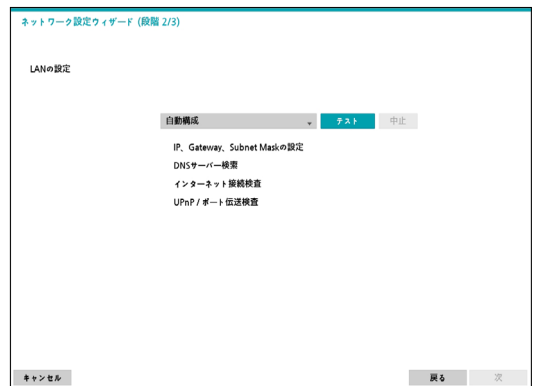 ネットワーク設定ウィザード (段階 2/3)
LANの設定
自動構成 テスト 中止
IP、Gateway、Subnet Maskの設定
DNSサーバー検索
インターネット接続検査
UPnP / ポート伝送検査
キャンセル 戻る 次